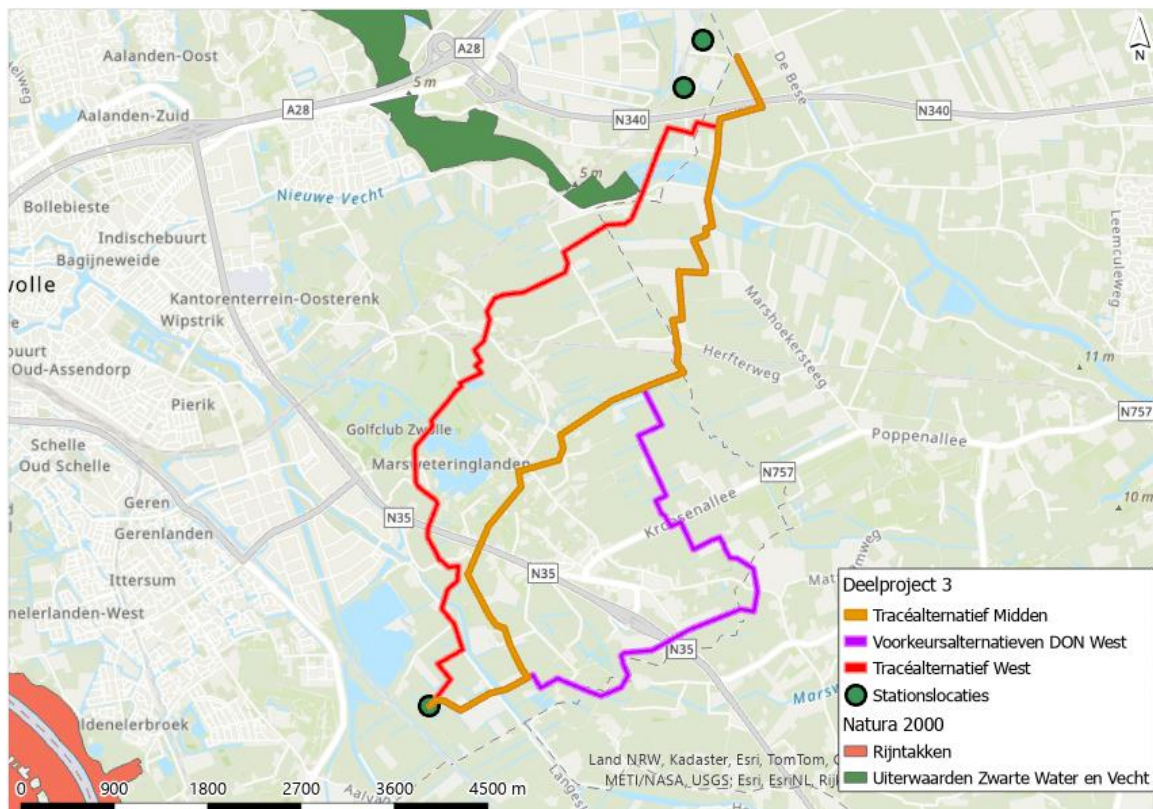 Aalanden-Oost
A28
5 m
De Bese
N
Aalanden-Zuid
A28
N340
N340
5 m
Nieuwe Vecht
Bollebieste
Indischebuurt
Bagijneweide
wolle
Kantorenterrein-Oosterenk
Wipstrik
Leemculeweg
Marshoekersteeg
buurt
Oud-Assendorp
Herfterweg
11 m
Pierik
N757
Golfclub Zwolle
Poppenallee
Schelle
Oud Schelle
Marsweteringlanden
N757
Geren
Kroesenallee
10 m
Gerenlanden
N35
Ittersum
N35
nelerlanden-West
Deelproject 3
Tracéalternatief Midden
Voorkeursalternatieven DON West
N35
Tracéalternatief West
Stationslocaties
ldenelerbroek
Natura 2000
Rijntakken
Uiterwaarden Zwarte Water en Vecht
Land NRW, Kadaster, Esri, TomTom,
METI/NASA, USGS; Esri, EsriNL,
0 900 1800 2700 3600 4500 m